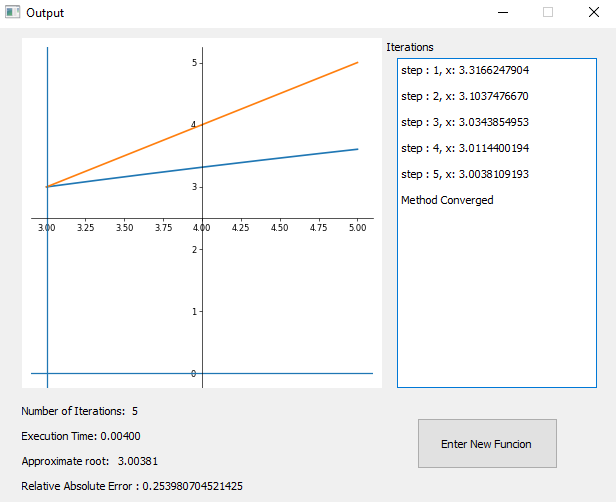 Output
Iterations
step : 1, x: 3.3166247904
step : 2, x: 3.1037476670
step : 3, x: 3.0343854953
step : 4, x: 3.0114400194
step : 5, x: 3.0038109193
Method Converged
5
4
3
3.00 3.25 3.50 3.75 4.00 4.25 4.50 4.75 5.00
2
1
0
Number of Iterations: 5
Execution Time: 0.00400
Approximate root: 3.00381
Relative Absolute Error : 0.253980704521425
Enter New Funcion